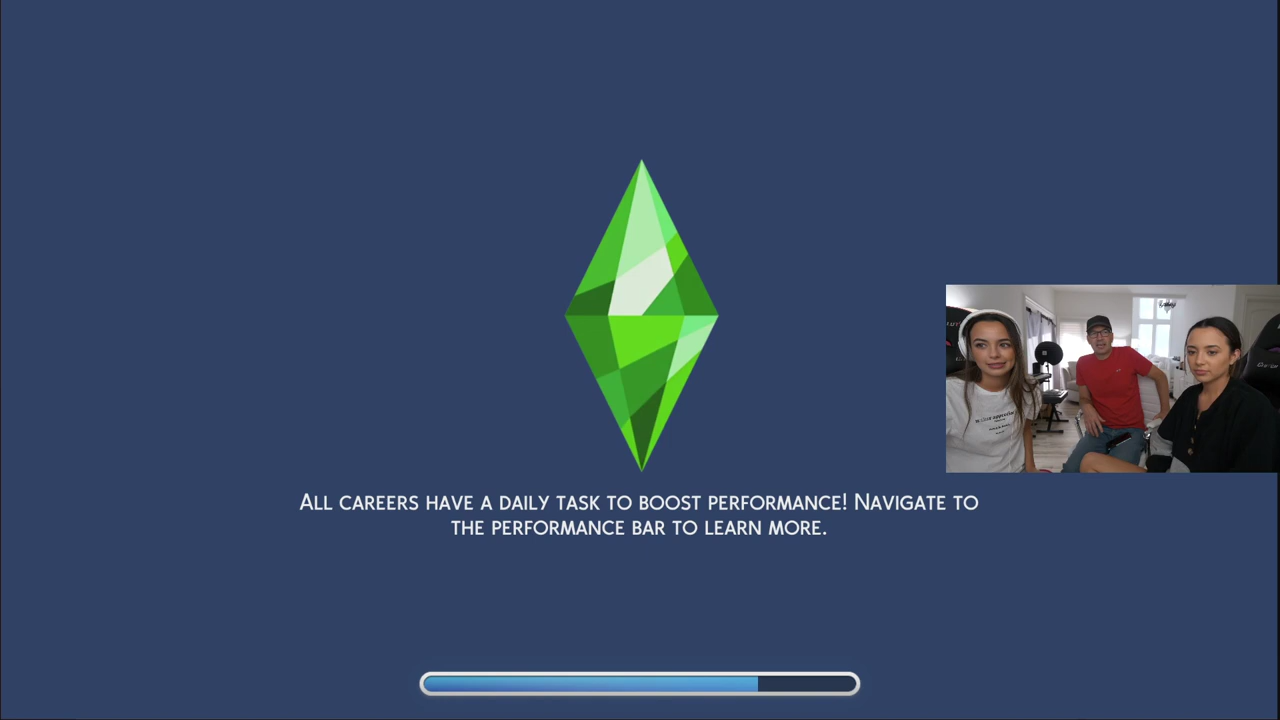 All careers have a daily task to boost performance! Navigate to
the performance bar to learn more.